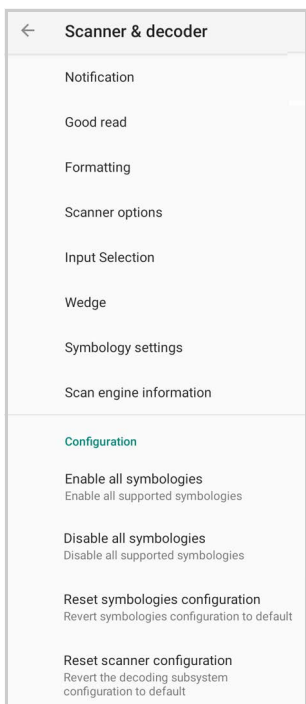 Scanner & decoder
Notification
Good read
Formatting
Scanner options
Input Selection
Wedge
Symbology settings
Scan engine information
Configuration
Enable all symbologies
Enable all supported symbologies
Disable all symbologies
Disable all supported symbologies
Reset symbologies configuration
Revert symbologies configuration to default
Reset scanner configuration
Revert the decoding subsystem
configuration to default